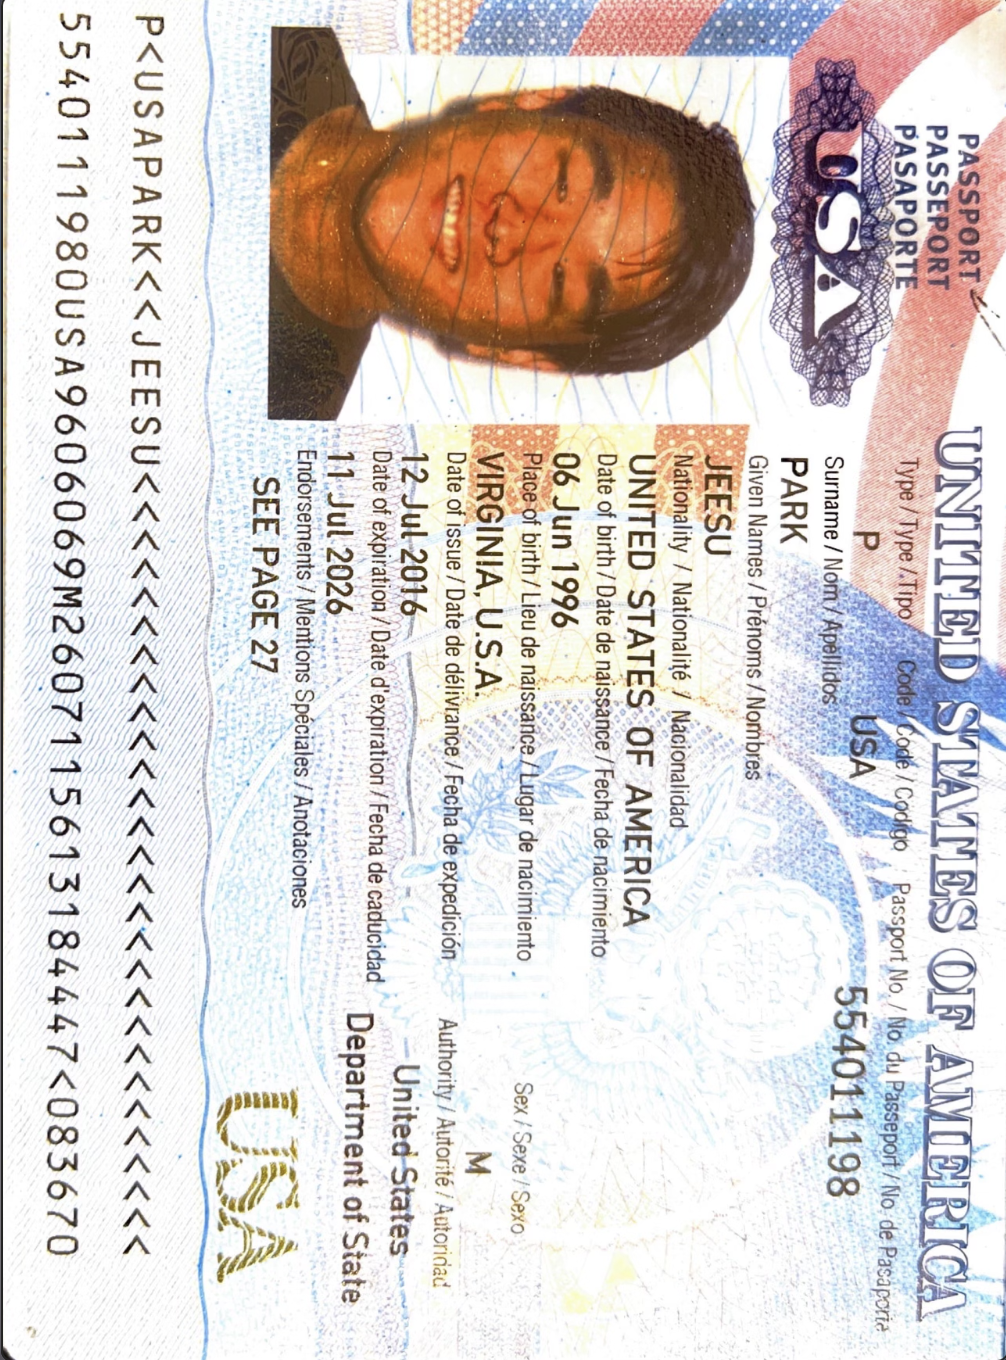 UNITED STATES OF AMERICA
PASSPORT
PASSEPORT
PASAPORTE
USA
Type / Type / Tipo Code / Code / Codigo Passport No. / No. du Passeport / No. de Pasaporte
P USA 554011198
Surname / Nom / Apellidos
PARK
Given Names / Prénoms / Nombres
JEESU
Nationality / Nationalité / Nacionalidad
UNITED STATES OF AMERICA
Date of birth / Date de naissance / Fecha de nacimiento
06 Jun 1996
Place of birth / Lieu de naissance / Lugar de nacimiento Sex / Sexe / Sexo
VIRGINIA, U.S.A. M
Date of issue / Date de délivrance / Fecha de expedición Authority / Autorité / Autoridad
12 Jul 2016 United States
Date of expiration / Date d'expiration / Fecha de caducidad Department of State
11 Jul 2026
Endorsements / Mentions Spéciales / Anotaciones
SEE PAGE 27
USA
P<USAPARK<<JEESU<<<<<<<<<<<<<<<<<<<<<<<<<<<<
5540111980USA9606069M2607115613184447<083670